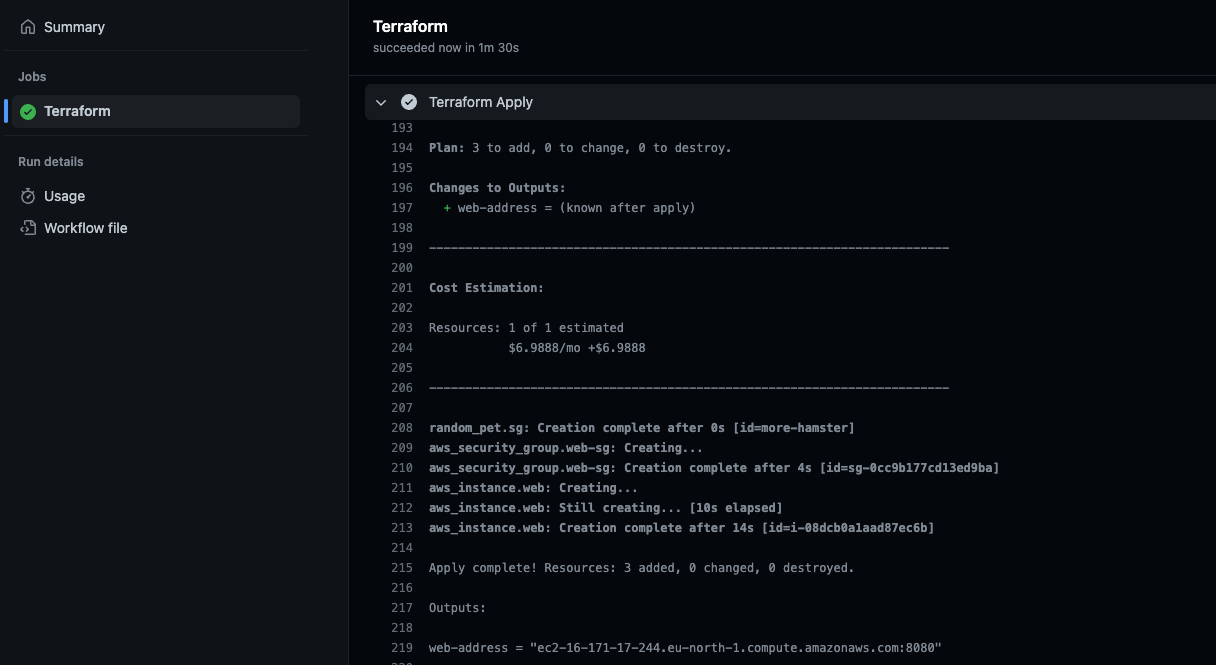 Summary
Jobs
Terraform
Run details
Usage
Workflow file
Terraform
succeeded now in 1m 30s
Terraform Apply
193
194 Plan: 3 to add, 0 to change, 0 to destroy.
195
196 Changes to Outputs:
197 + web-address = (known after apply)
198
199 ------------------------------------------------------------------------
200
201 Cost Estimation:
202
203 Resources: 1 of 1 estimated
204 $6.9888/mo +$6.9888
205
206 ------------------------------------------------------------------------
207
208 random_pet.sg: Creation complete after 0s [id=more-hamster]
209 aws_security_group.web-sg: Creating...
210 aws_security_group.web-sg: Creation complete after 4s [id=sg-0cc9b177cd13ed9ba]
211 aws_instance.web: Creating...
212 aws_instance.web: Still creating... [10s elapsed]
213 aws_instance.web: Creation complete after 14s [id=i-08dcb0a1aad87ec6b]
214
215 Apply complete! Resources: 3 added, 0 changed, 0 destroyed.
216
217 Outputs:
218
219 web-address = "ec2-16-171-17-244.eu-north-1.compute.amazonaws.com:8080"